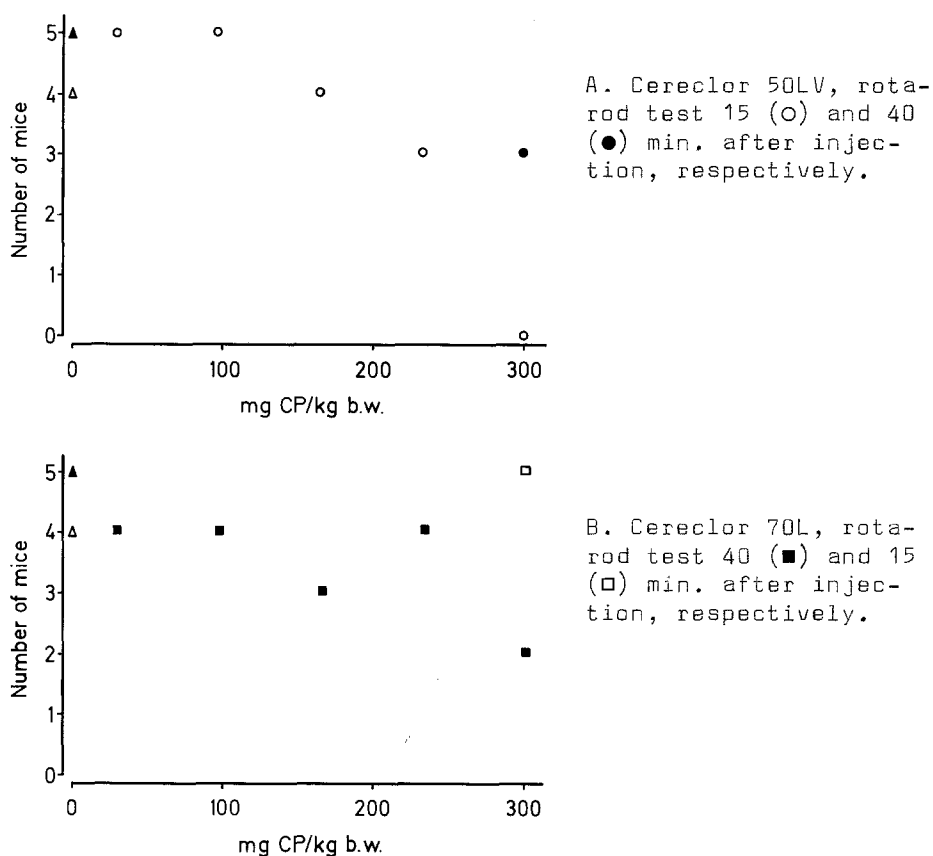 Number of mice
5
4
3
2
1
0
0 100 200 300
mg CP/kg b.w.
A. Cereclor 50LV, rota-
rod test 15 (○) and 40
(●) min. after injec-
tion, respectively.
Number of mice
5
4
3
2
1
0
0 100 200 300
mg CP/kg b.w.
B. Cereclor 70L, rota-
rod test 40 (■) and 15
(□) min. after injec-
tion, respectively.